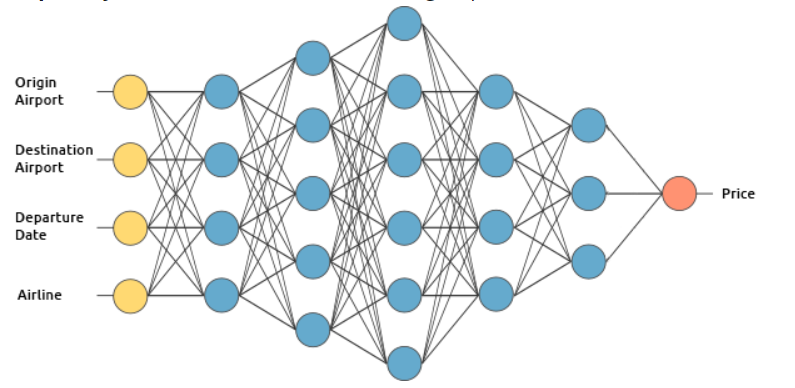 Origin
Airport
Destination
Airport
Departure
Date
Airline
Price